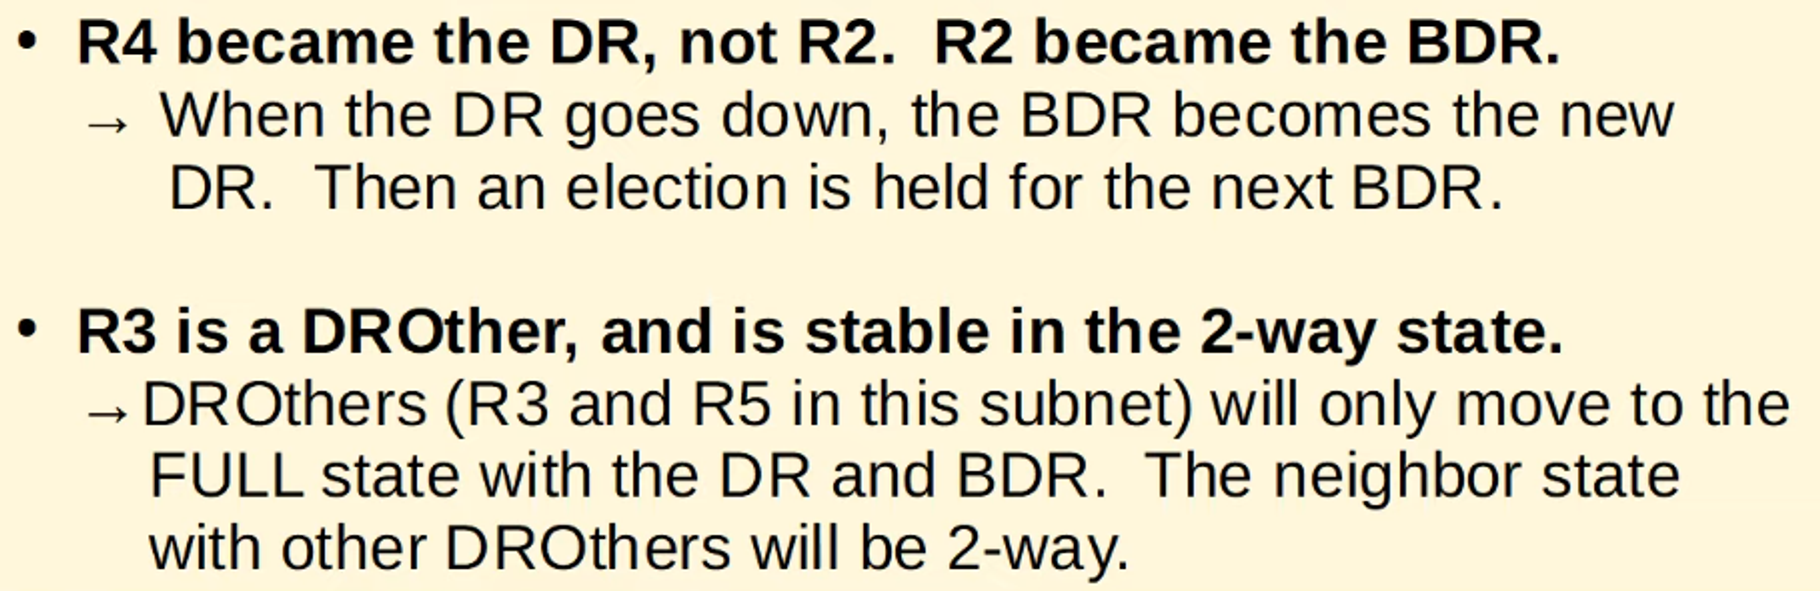 • R4 became the DR, not R2.  R2 became the BDR.
→ When the DR goes down, the BDR becomes the new
DR.  Then an election is held for the next BDR.
• R3 is a DROther, and is stable in the 2-way state.
→DROthers (R3 and R5 in this subnet) will only move to the
FULL state with the DR and BDR.  The neighbor state
with other DROthers will be 2-way.